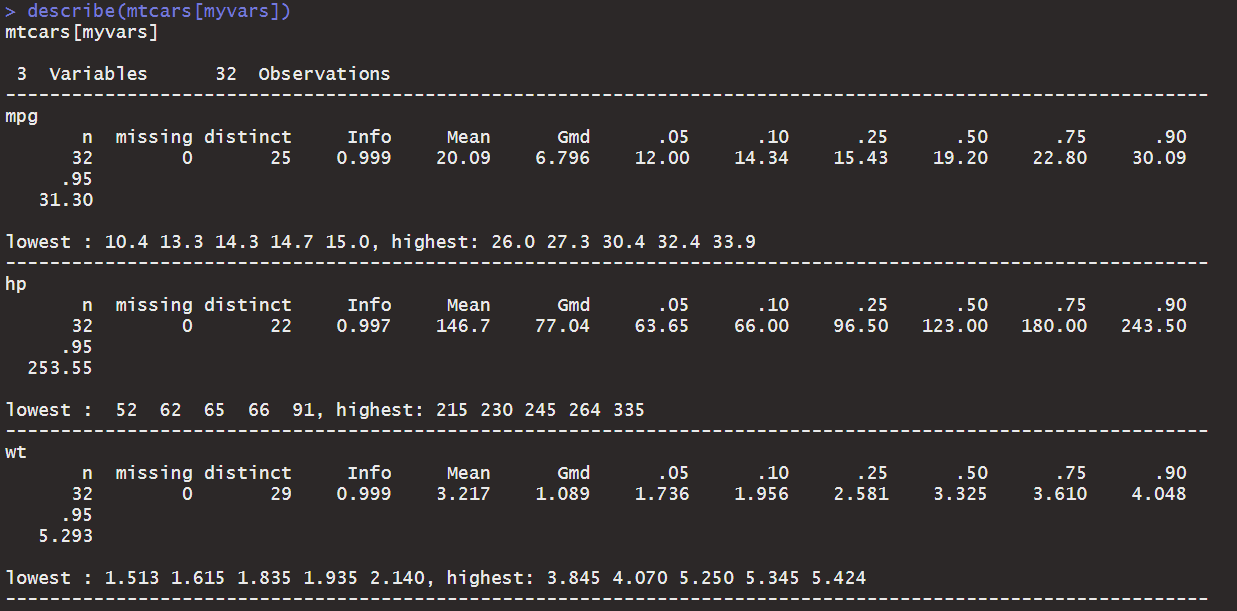 > describe(mtcars[myvars])
mtcars[myvars]
 3  Variables      32  Observations
--------------------------------------------------------------------------------------------------------------
mpg
       n  missing distinct     Info     Mean      Gmd      .05      .10      .25      .50      .75      .90
      32        0       25    0.999    20.09    6.796    12.00    14.34    15.43    19.20    22.80    30.09
     .95
   31.30
lowest : 10.4 13.3 14.3 14.7 15.0, highest: 26.0 27.3 30.4 32.4 33.9
--------------------------------------------------------------------------------------------------------------
hp
       n  missing distinct     Info     Mean      Gmd      .05      .10      .25      .50      .75      .90
      32        0       22    0.997    146.7    77.04    63.65    66.00    96.50   123.00   180.00   243.50
     .95
  253.55
lowest :  52  62  65  66  91, highest: 215 230 245 264 335
--------------------------------------------------------------------------------------------------------------
wt
       n  missing distinct     Info     Mean      Gmd      .05      .10      .25      .50      .75      .90
      32        0       29    0.999    3.217    1.089    1.736    1.956    2.581    3.325    3.610    4.048
     .95
   5.293
lowest : 1.513 1.615 1.835 1.935 2.140, highest: 3.845 4.070 5.250 5.345 5.424
--------------------------------------------------------------------------------------------------------------